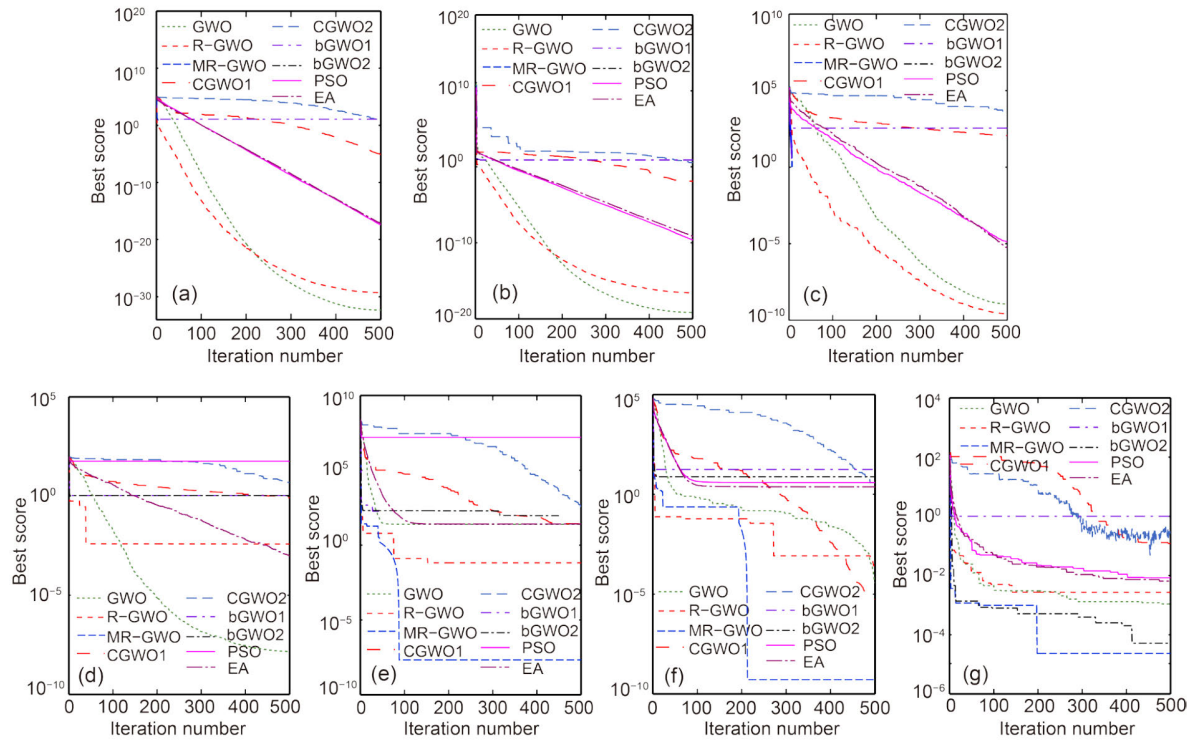 10^20
10^10
10^0
10^-10
10^-20
10^-30
Best score
GWO
R-GWO
MR-GWO
CGWO1
CGWO2
bGWO1
bGWO2
PSO
EA
(a)
0 100 200 300 400 500
Iteration number
10^20
10^10
10^0
10^-10
10^-20
Best score
GWO
R-GWO
MR-GWO
CGWO1
CGWO2
bGWO1
bGWO2
PSO
EA
(b)
0 100 200 300 400 500
Iteration number
10^10
10^5
10^0
10^-5
10^-10
Best score
GWO
R-GWO
MR-GWO
CGWO1
CGWO2
bGWO1
bGWO2
PSO
EA
(c)
0 100 200 300 400 500
Iteration number
10^5
10^0
10^-5
10^-10
Best score
GWO
R-GWO
MR-GWO
CGWO1
CGWO2
bGWO1
bGWO2
PSO
EA
(d)
0 100 200 300 400 500
Iteration number
10^10
10^5
10^0
10^-5
10^-10
Best score
GWO
R-GWO
MR-GWO
CGWO1
CGWO2
bGWO1
bGWO2
PSO
EA
(e)
0 100 200 300 400 500
Iteration number
10^5
10^0
10^-5
10^-10
Best score
GWO
R-GWO
MR-GWO
CGWO1
CGWO2
bGWO1
bGWO2
PSO
EA
(f)
0 100 200 300 400 500
Iteration number
10^4
10^2
10^0
10^-2
10^-4
10^-6
Best score
GWO
R-GWO
MR-GWO
CGWO1
CGWO2
bGWO1
bGWO2
PSO
EA
(g)
0 100 200 300 400 500
Iteration number